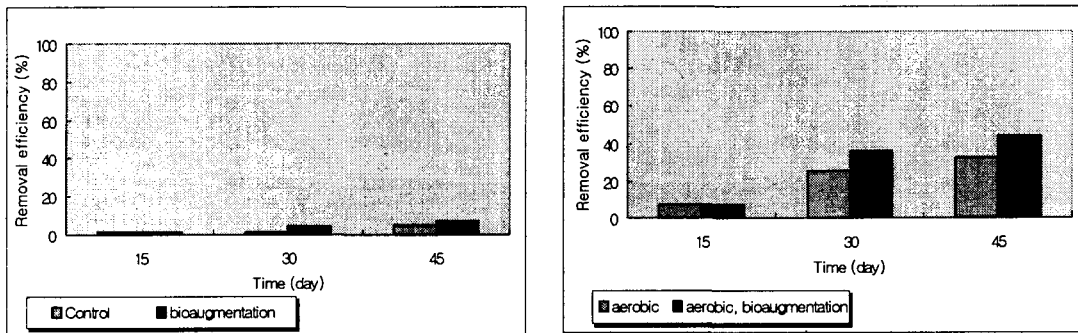 Removal efficiency (%)
100
80
60
40
20
0
15 30 45
Time (day)
Control bioaugmentation
Removal efficiency (%)
100
80
60
40
20
0
15 30 45
Time (day)
aerobic aerobic, bioaugmentation